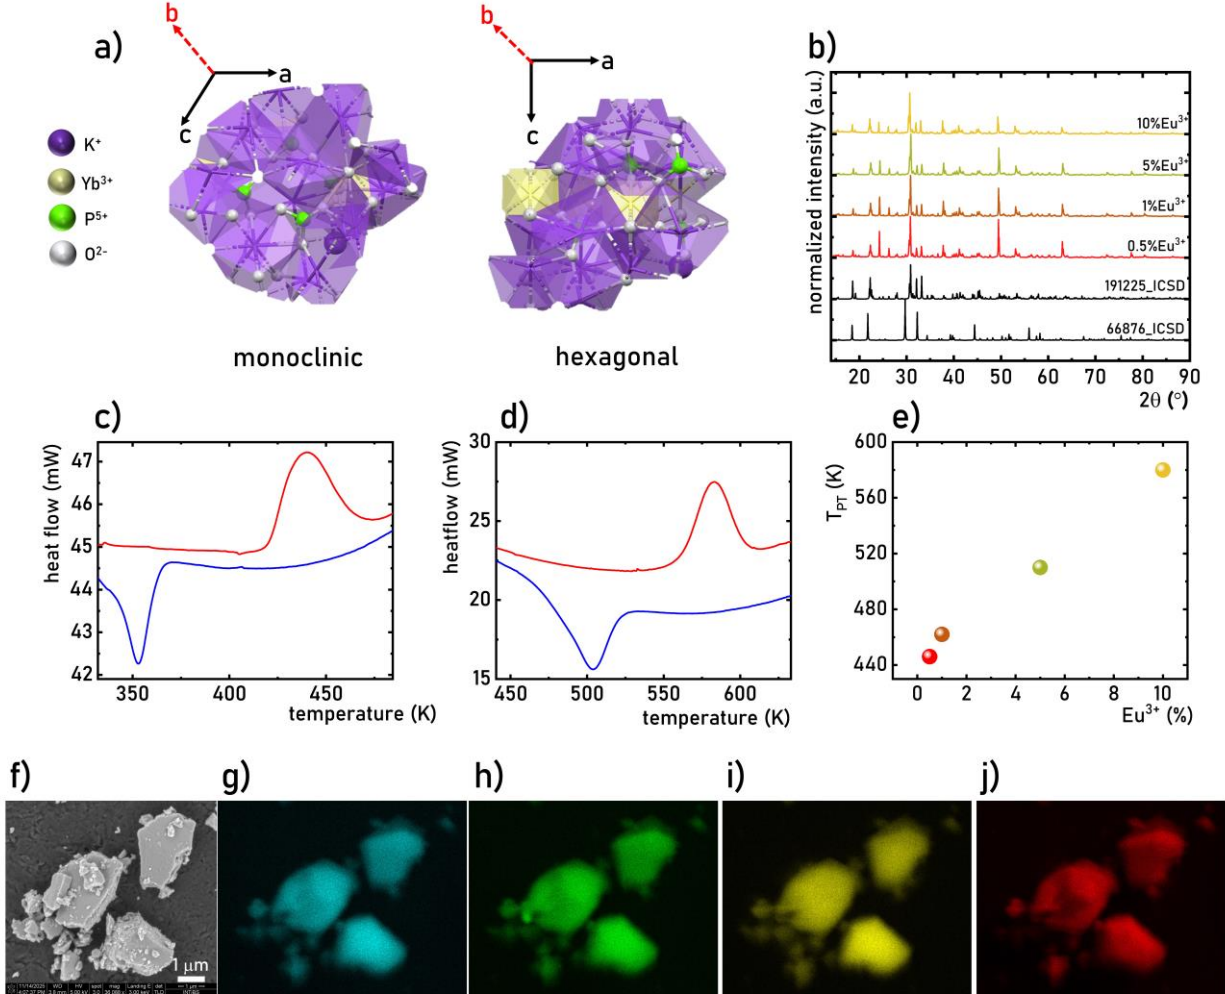 a)
b
a
c
b
a
c
K⁺
Yb³⁺
P⁵⁺
O²⁻
monoclinic
hexagonal
b)
normalized intensity (a.u.)
10%Eu³⁺
5%Eu³⁺
1%Eu³⁺
0.5%Eu³⁺
191225_ICSD
66876_ICSD
20 30 40 50 60 70 80 90
2θ (°)
c)
heat flow (mW)
47
46
45
44
43
42
350 400 450
temperature (K)
d)
heatflow (mW)
30
25
20
15
450 500 550 600
temperature (K)
e)
T_PT (K)
600
560
520
480
440
0 2 4 6 8 10
Eu³⁺ (%)
f)
g)
h)
i)
j)
1 μm